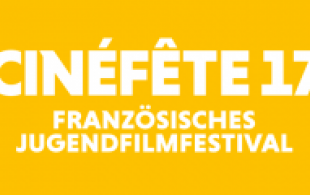 CINÉFÊTE 17
FRANZÖSISCHES
JUGENDFILMFESTIVAL